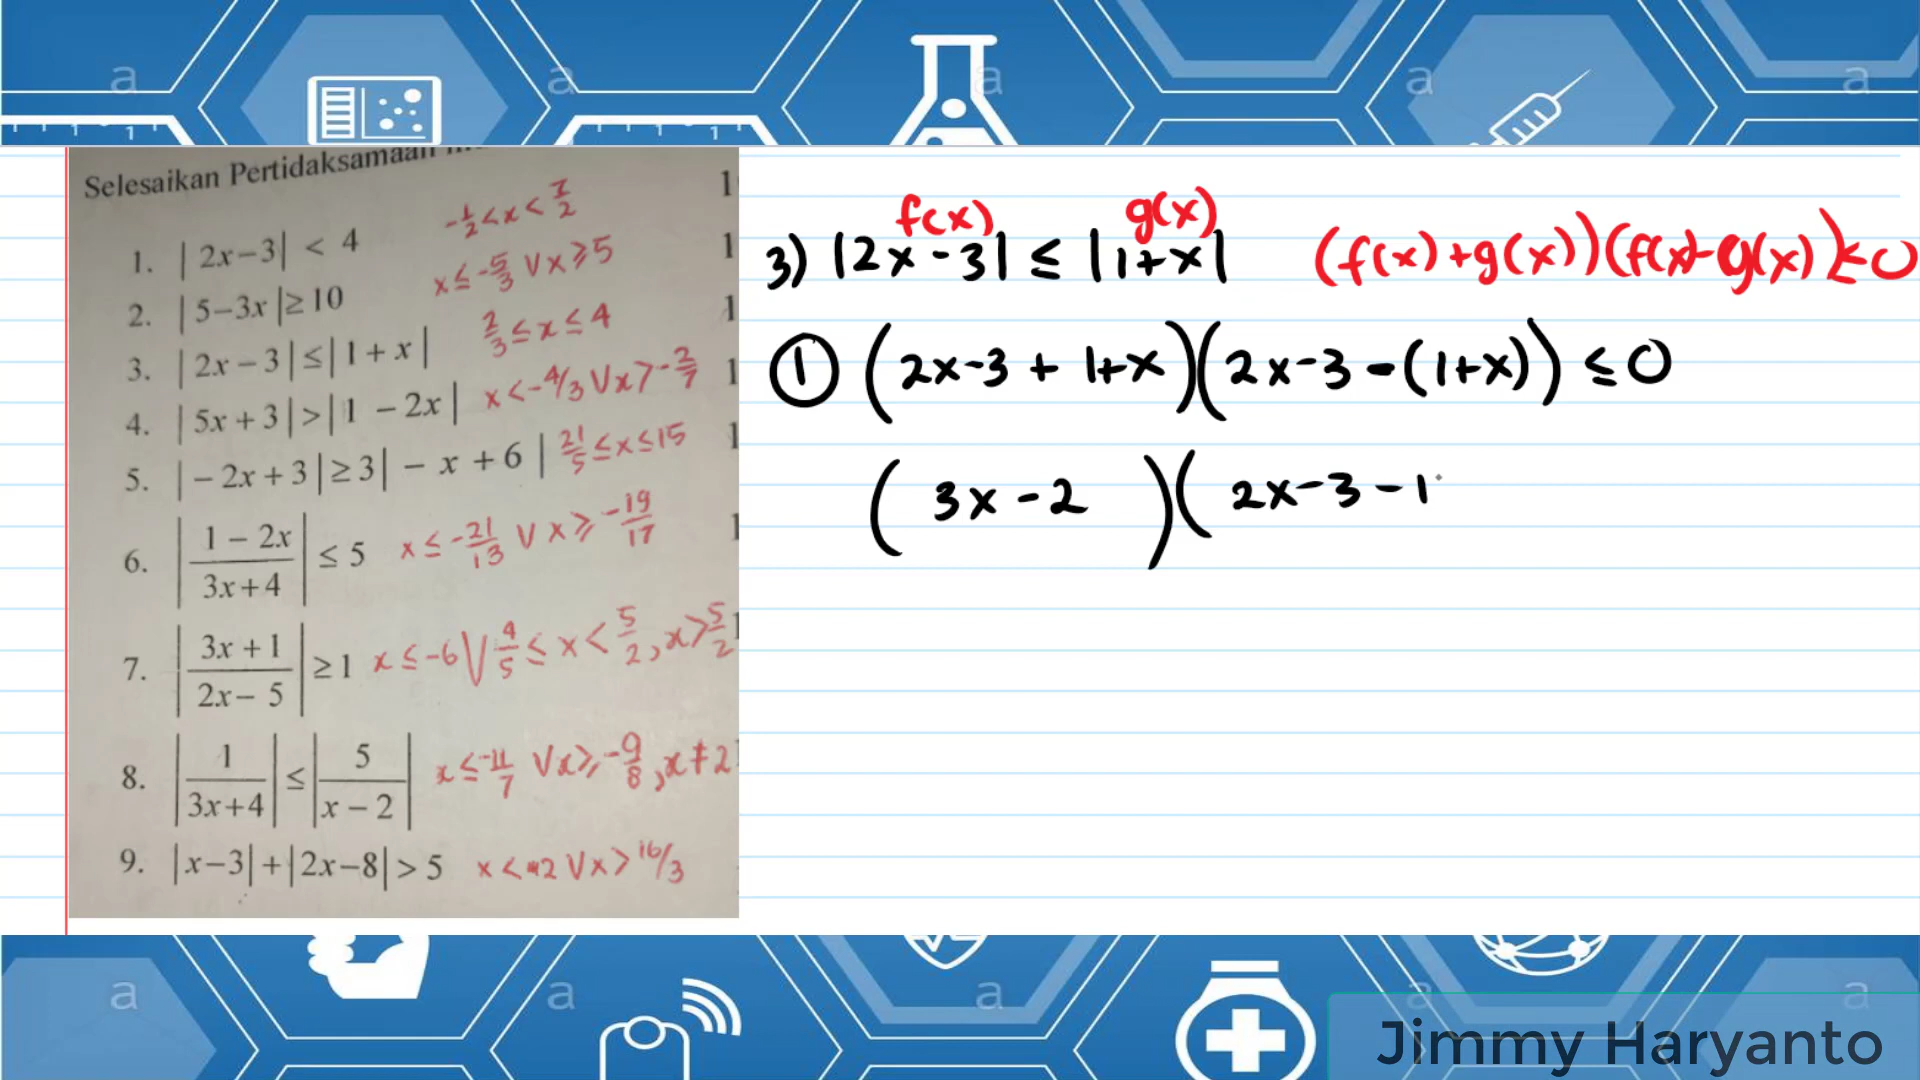 Selesaikan Pertidaksamaan
1. |2x-3| < 4 -1/2 < x < 7/2
2. |5-3x| ≥ 10 x ≤ -5/3 V x ≥ 5
3. |2x-3| ≤ |1+x| 2/3 ≤ x ≤ 4
4. |5x+3| > |1-2x| x < -4/3 V x > -2/7
5. |-2x+3| ≥ 3|-x+6| 21/5 ≤ x ≤ 15
6. |(1-2x)/(3x+4)| ≤ 5 x ≤ -21/13 V x ≥ -19/17
7. |(3x+1)/(2x-5)| ≥ 1 x ≤ -6 V 4/5 ≤ x < 5/2, x > 5/2
8. |1/(3x+4)| ≤ |5/(x-2)| x ≤ -11/7 V x ≥ -9/8, x ≠ 2
9. |x-3|+|2x-8| > 5 x < 2 V x > 16/3
f(x) g(x)
3) |2x-3| ≤ |1+x| (f(x)+g(x))(f(x)-g(x)) ≤ 0
① (2x-3 + 1+x)(2x-3-(1+x)) ≤ 0
(3x-2)(2x-3-1
Jimmy Haryanto